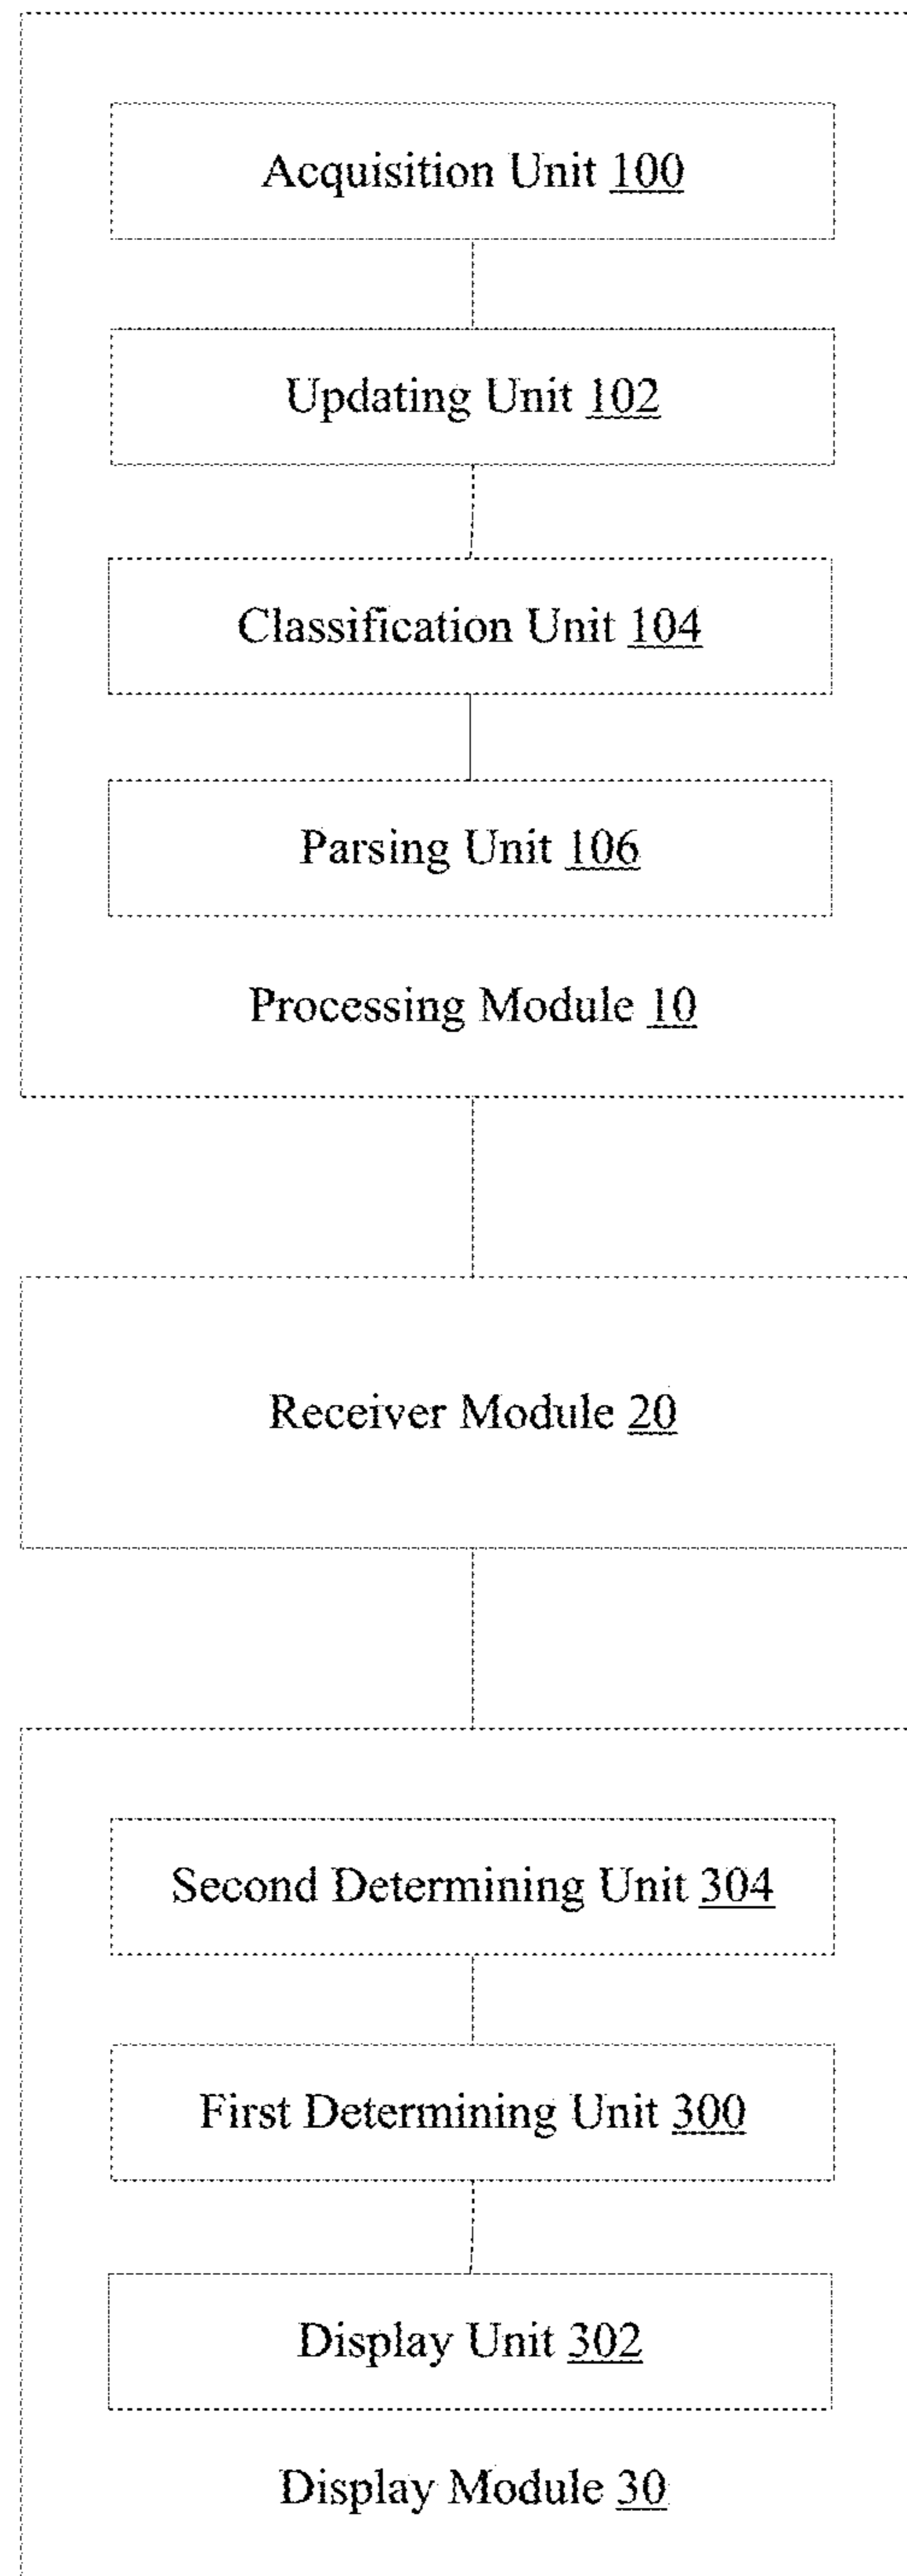 Acquisition Unit 100
Updating Unit 102
Classification Unit 104
Parsing Unit 106
Processing Module 10
Receiver Module 20
Second Determining Unit 304
First Determining Unit 300
Display Unit 302
Display Module 30